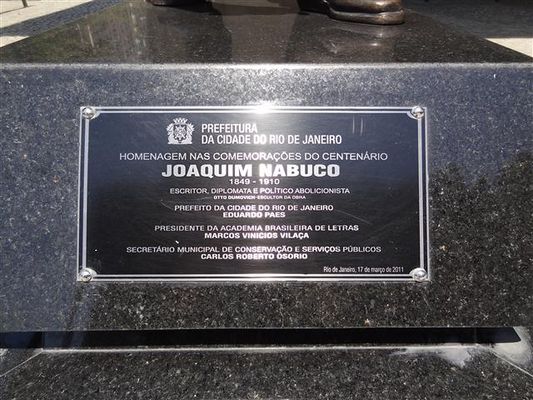 PREFEITURA
DA CIDADE DO RIO DE JANEIRO
HOMENAGEM NAS COMEMORAÇÕES DO CENTENÁRIO
JOAQUIM NABUCO
1849 - 1910
ESCRITOR, DIPLOMATA E POLÍTICO ABOLICIONISTA
OTTO DUMOVICH-ESCULTOR DA OBRA
PREFEITO DA CIDADE DO RIO DE JANEIRO
EDUARDO PAES
PRESIDENTE DA ACADEMIA BRASILEIRA DE LETRAS
MARCOS VINICIOS VILAÇA
SECRETÁRIO MUNICIPAL DE CONSERVAÇÃO E SERVIÇOS PÚBLICOS
CARLOS ROBERTO OSORIO
Rio de Janeiro, 17 de março de 2011